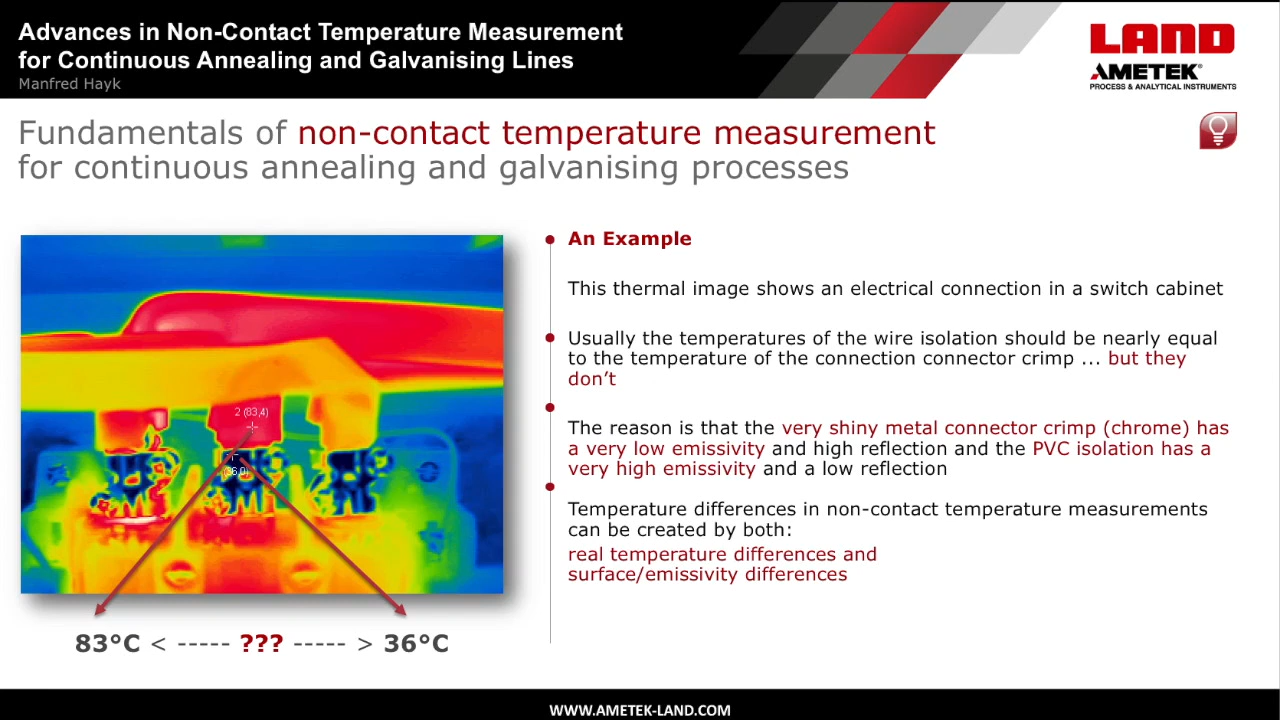 Advances in Non-Contact Temperature Measurement
for Continuous Annealing and Galvanising Lines
Manfred Hayk
LAND
AMETEK®
PROCESS & ANALYTICAL INSTRUMENTS
Fundamentals of non-contact temperature measurement
for continuous annealing and galvanising processes
2 (83,4)
(36,0)
83°C < ----- ??? ----- > 36°C
An Example
This thermal image shows an electrical connection in a switch cabinet
Usually the temperatures of the wire isolation should be nearly equal
to the temperature of the connection connector crimp ... but they
don't
The reason is that the very shiny metal connector crimp (chrome) has
a very low emissivity and high reflection and the PVC isolation has a
very high emissivity and a low reflection
Temperature differences in non-contact temperature measurements
can be created by both:
real temperature differences and
surface/emissivity differences
WWW.AMETEK-LAND.COM